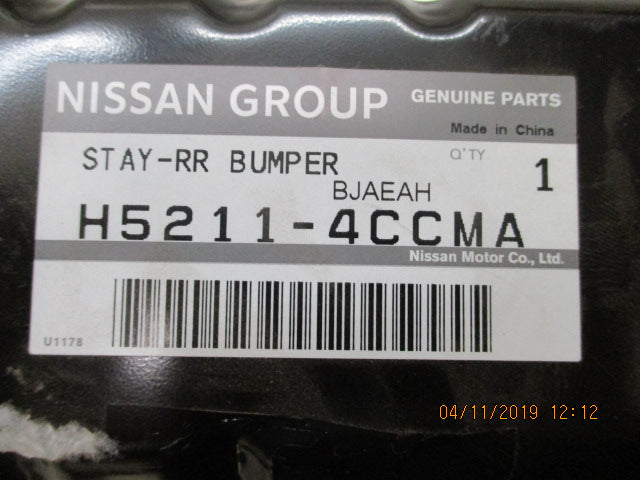 NISSAN GROUP GENUINE PARTS
Made in China
STAY-RR BUMPER Q'TY 1
BJAEAH
H5211-4CCMA
Nissan Motor Co., Ltd.
U1178
04/11/2019 12:12